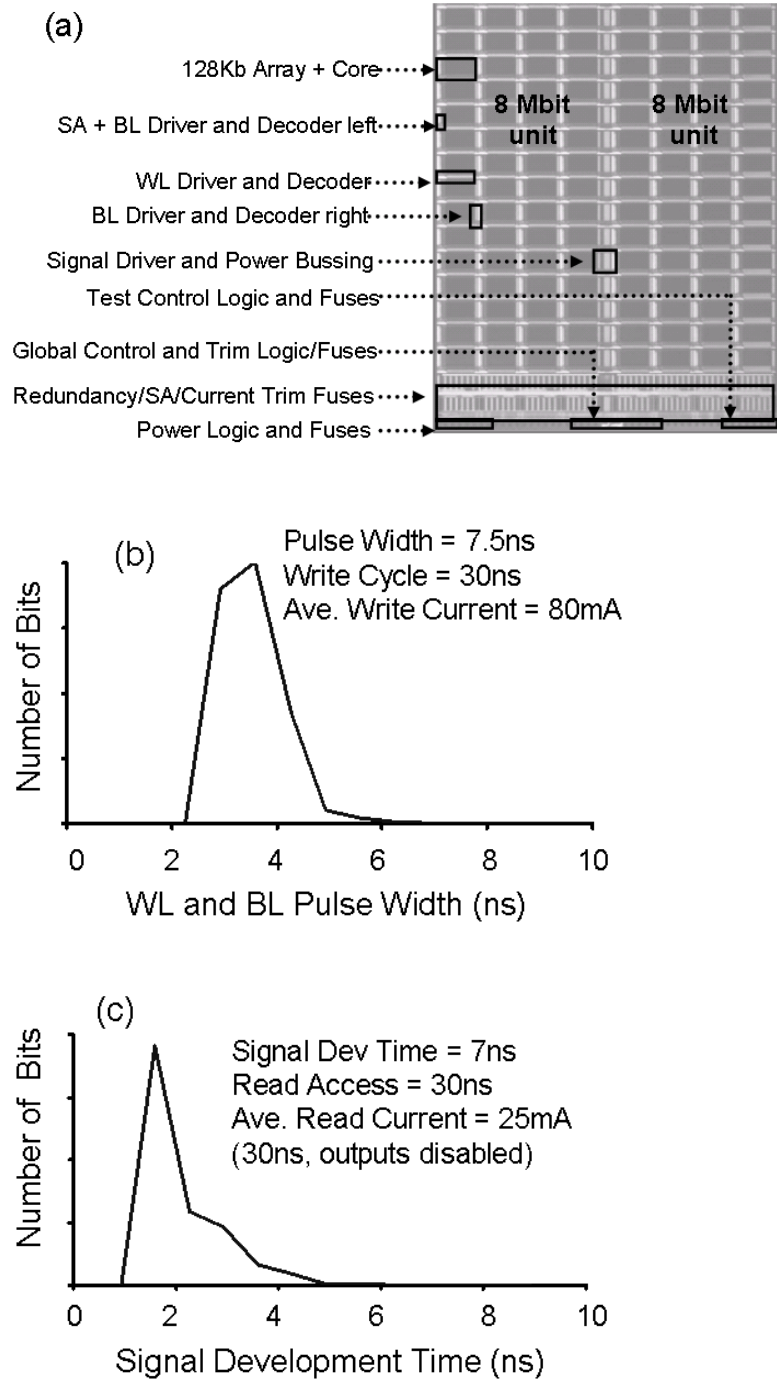 (a)
128Kb Array + Core
SA + BL Driver and Decoder left
WL Driver and Decoder
BL Driver and Decoder right
Signal Driver and Power Bussing
Test Control Logic and Fuses
Global Control and Trim Logic/Fuses
Redundancy/SA/Current Trim Fuses
Power Logic and Fuses
8 Mbit
unit
8 Mbit
unit
(b)
Pulse Width = 7.5ns
Write Cycle = 30ns
Ave. Write Current = 80mA
Number of Bits
0 2 4 6 8 10
WL and BL Pulse Width (ns)
(c)
Signal Dev Time = 7ns
Read Access = 30ns
Ave. Read Current = 25mA
(30ns, outputs disabled)
Number of Bits
0 2 4 6 8 10
Signal Development Time (ns)